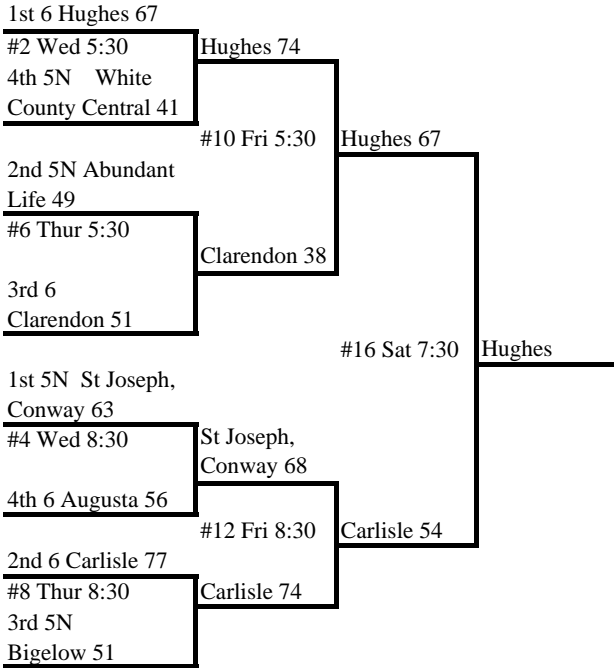 1st 6 Hughes 67
#2 Wed 5:30
4th 5N White
County Central 41
Hughes 74
#10 Fri 5:30
2nd 5N Abundant
Life 49
#6 Thur 5:30
3rd 6
Clarendon 51
Clarendon 38
Hughes 67
#16 Sat 7:30
Hughes
1st 5N St Joseph,
Conway 63
#4 Wed 8:30
4th 6 Augusta 56
St Joseph,
Conway 68
#12 Fri 8:30
2nd 6 Carlisle 77
#8 Thur 8:30
3rd 5N
Bigelow 51
Carlisle 74
Carlisle 54